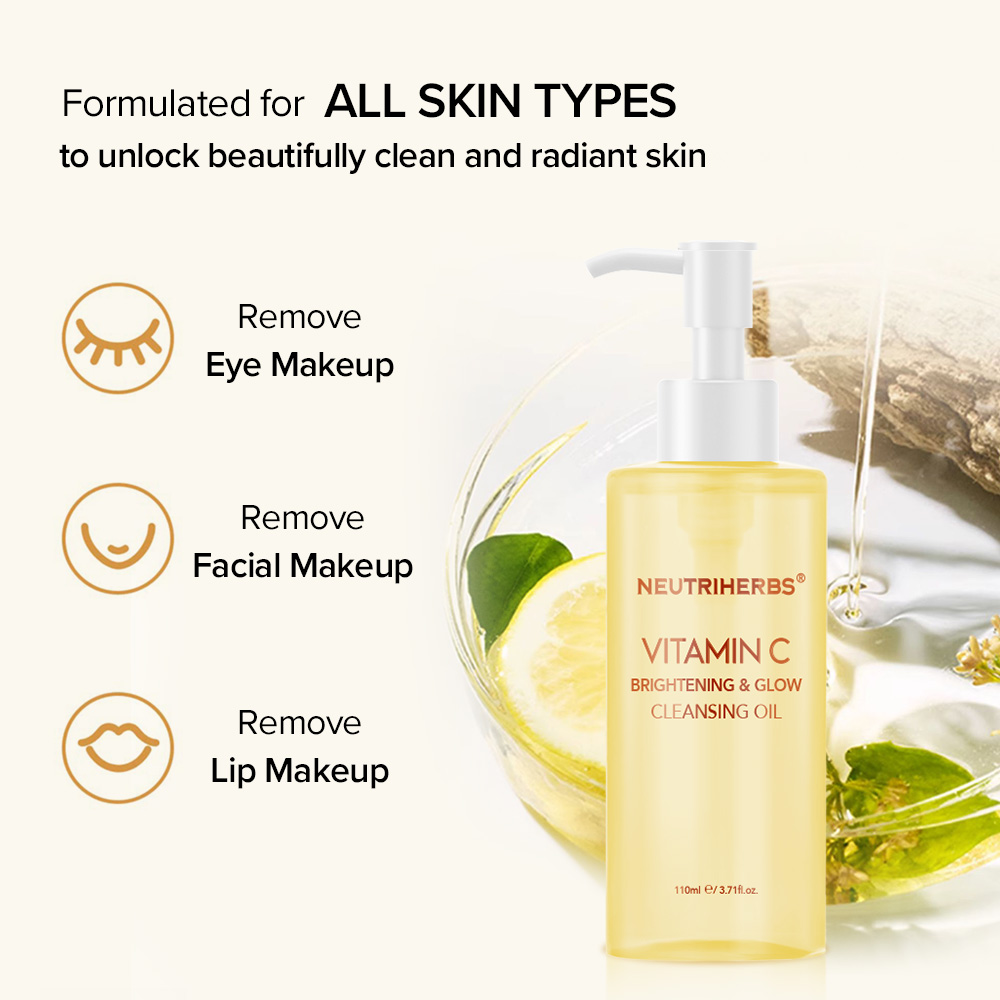 Formulated for ALL SKIN TYPES
to unlock beautifully clean and radiant skin
Remove
Eye Makeup
Remove
Facial Makeup
Remove
Lip Makeup
NEUTRIHERBS®
VITAMIN C
BRIGHTENING & GLOW
CLEANSING OIL
110ml ℮/ 3.71fl.oz.